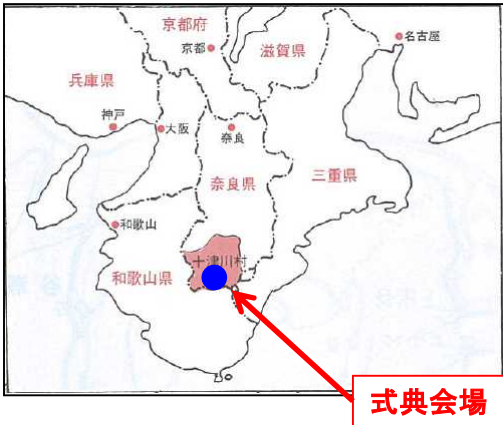 京都府
京都
滋賀県
名古屋
兵庫県
神戸
大阪
奈良
奈良県
三重県
和歌山
十津川村
和歌山県
式典会場